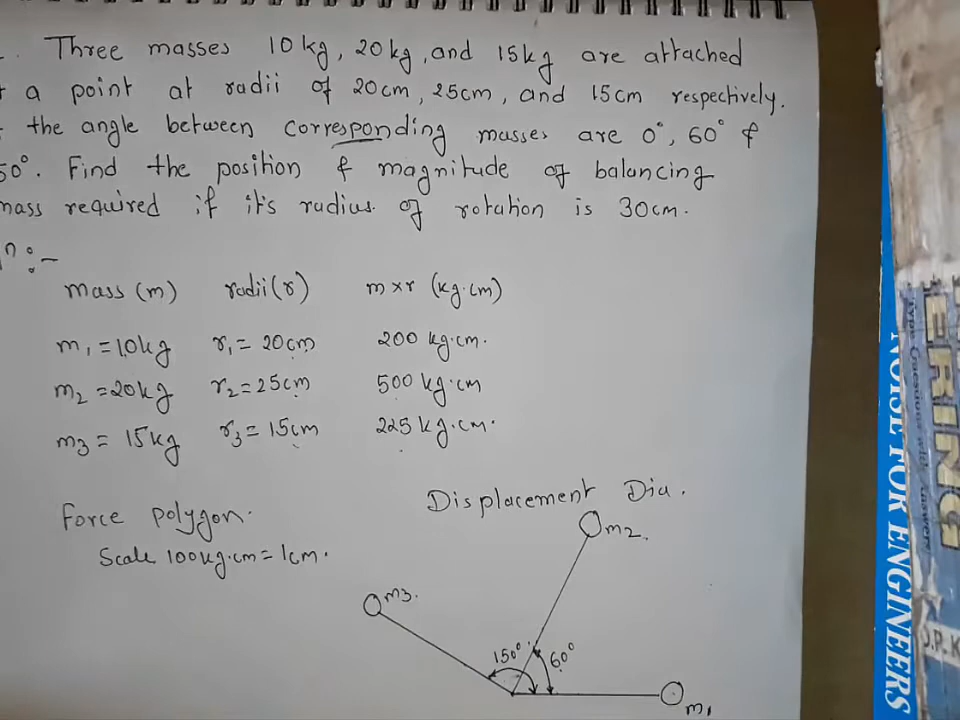 Three masses 10kg, 20kg, and 15kg are attached
a point at radii of 20cm, 25cm, and 15cm respectively.
the angle between corresponding masses are 0°, 60° &
50°. Find the position & magnitude of balancing
mass required if it's radius of rotation is 30cm.
n:-
mass (m) radii(r) m×r (kg.cm)
m1 = 10kg r1 = 20cm 200 kg.cm.
m2 = 20kg r2 = 25cm 500 kg.cm
m3 = 15kg r3 = 15cm 225 kg.cm.
Force polygon.
Scale 100kg.cm = 1cm.
Displacement Dia.
m2.
m3.
150° 60°
m1
NOISE FOR ENGINEERS
ERING